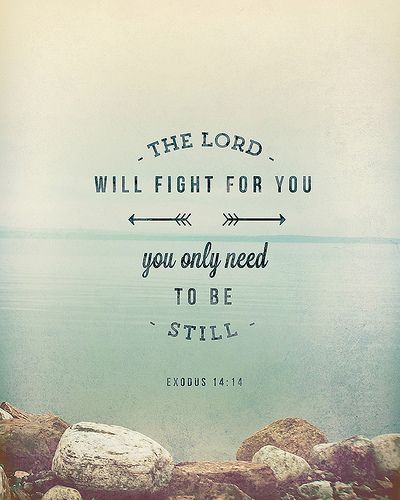 - THE LORD -
WILL FIGHT FOR YOU
you only need
TO BE
- STILL -
EXODUS 14:14